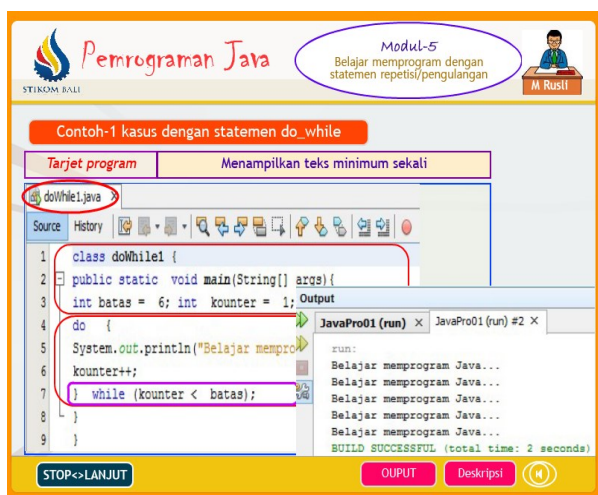 STIKOM BALI
Pemrograman Java
Modul-5
Belajar memprogram dengan
statemen repetisi/pengulangan
M Rusli
Contoh-1 kasus dengan statemen do_while
Tarjet program
Menampilkan teks minimum sekali
doWhile1.java
Source History
1 class doWhile1 {
2 public static void main(String[] args){
3 int batas = 6; int kounter = 1;
4 do {
5 System.out.println("Belajar mempro
6 kounter++;
7 } while (kounter < batas);
8 }
9 }
Output
JavaPro01 (run) × JavaPro01 (run) #2 ×
run:
Belajar memprogram Java...
Belajar memprogram Java...
Belajar memprogram Java...
Belajar memprogram Java...
Belajar memprogram Java...
BUILD SUCCESSFUL (total time: 2 seconds)
STOP<>LANJUT
OUPUT
Deskripsi